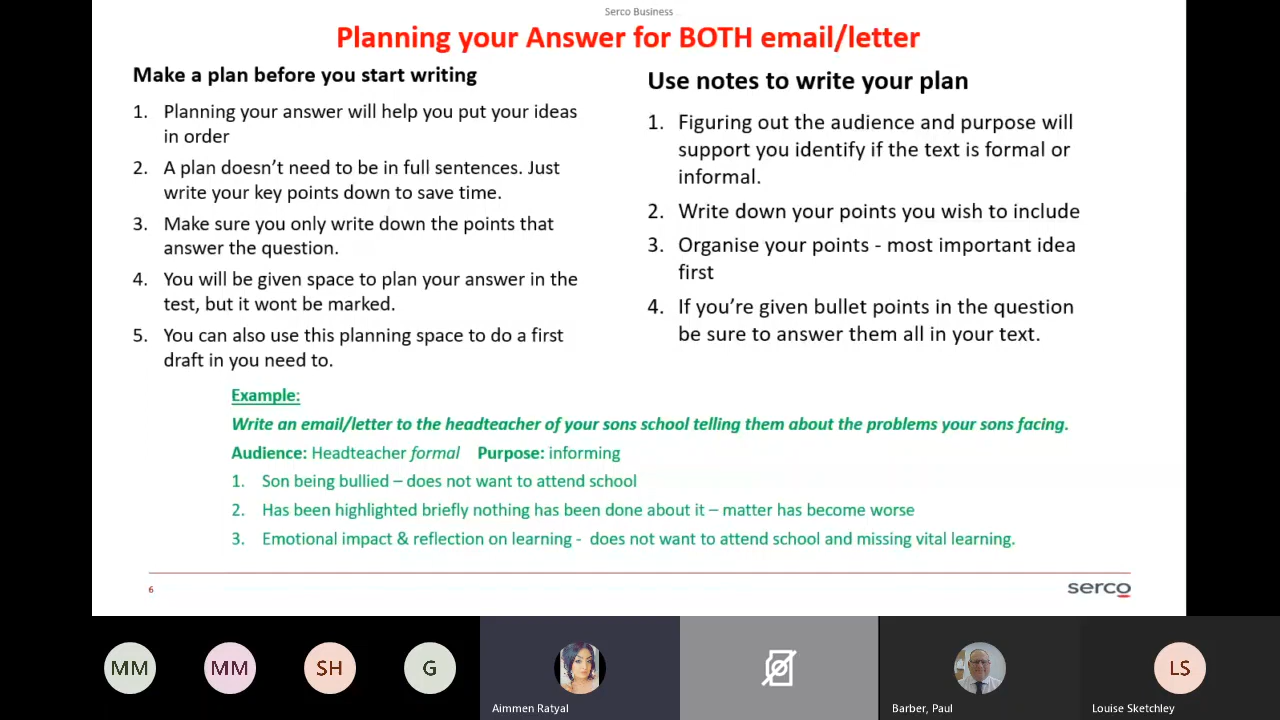 Serco Business
Planning your Answer for BOTH email/letter
Make a plan before you start writing
1. Planning your answer will help you put your ideas
in order
2. A plan doesn't need to be in full sentences. Just
write your key points down to save time.
3. Make sure you only write down the points that
answer the question.
4. You will be given space to plan your answer in the
test, but it wont be marked.
5. You can also use this planning space to do a first
draft in you need to.
Use notes to write your plan
1. Figuring out the audience and purpose will
support you identify if the text is formal or
informal.
2. Write down your points you wish to include
3. Organise your points - most important idea
first
4. If you're given bullet points in the question
be sure to answer them all in your text.
Example:
Write an email/letter to the headteacher of your sons school telling them about the problems your sons facing.
Audience: Headteacher formal Purpose: informing
1. Son being bullied – does not want to attend school
2. Has been highlighted briefly nothing has been done about it – matter has become worse
3. Emotional impact & reflection on learning - does not want to attend school and missing vital learning.
6
serco
MM
MM
SH
G
Aimmen Ratyal
Barber, Paul
LS
Louise Sketchley